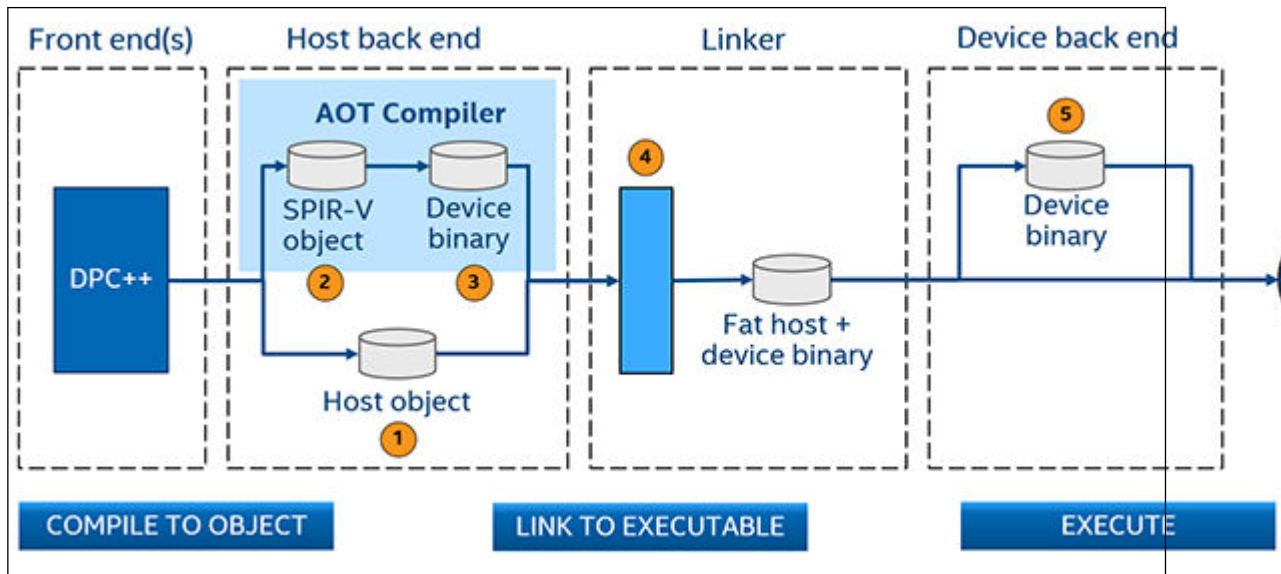 Front end(s)
Host back end
Linker
Device back end
AOT Compiler
5
4
SPIR-V
object
Device
binary
Device
binary
DPC++
2
3
Fat host +
device binary
Host object
1
COMPILE TO OBJECT
LINK TO EXECUTABLE
EXECUTE